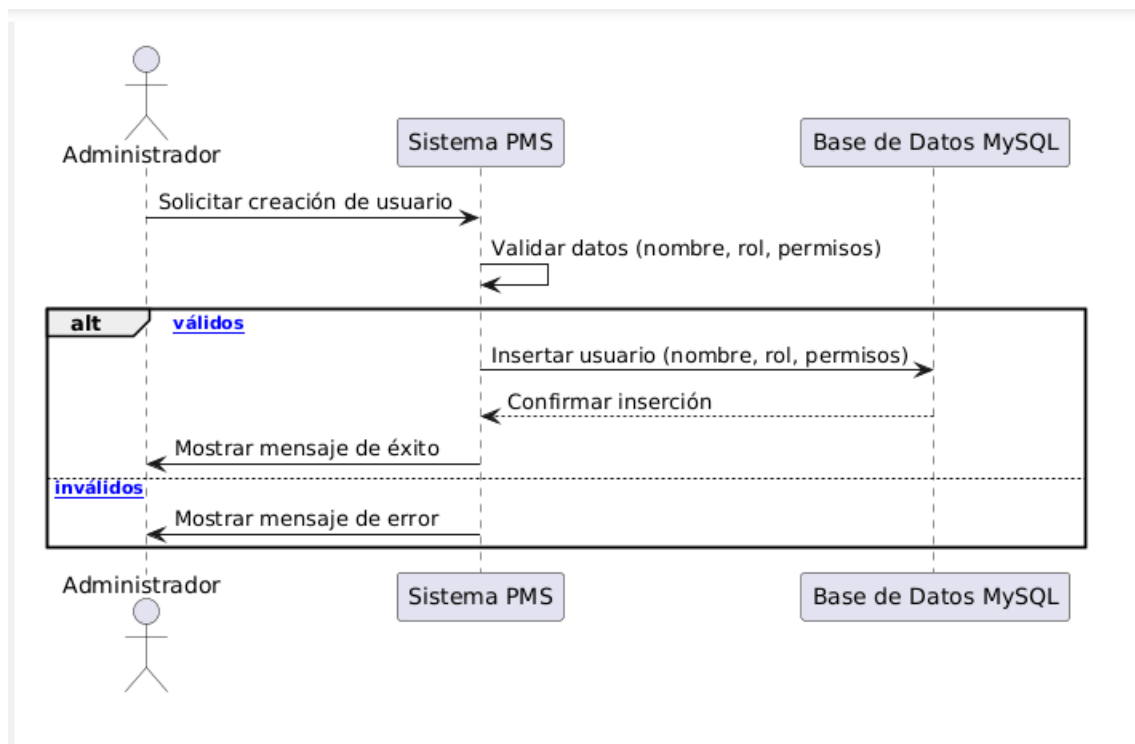 Administrador
Sistema PMS
Base de Datos MySQL
Solicitar creación de usuario
Validar datos (nombre, rol, permisos)
alt
válidos
Insertar usuario (nombre, rol, permisos)
Confirmar inserción
Mostrar mensaje de éxito
inválidos
Mostrar mensaje de error
Administrador
Sistema PMS
Base de Datos MySQL